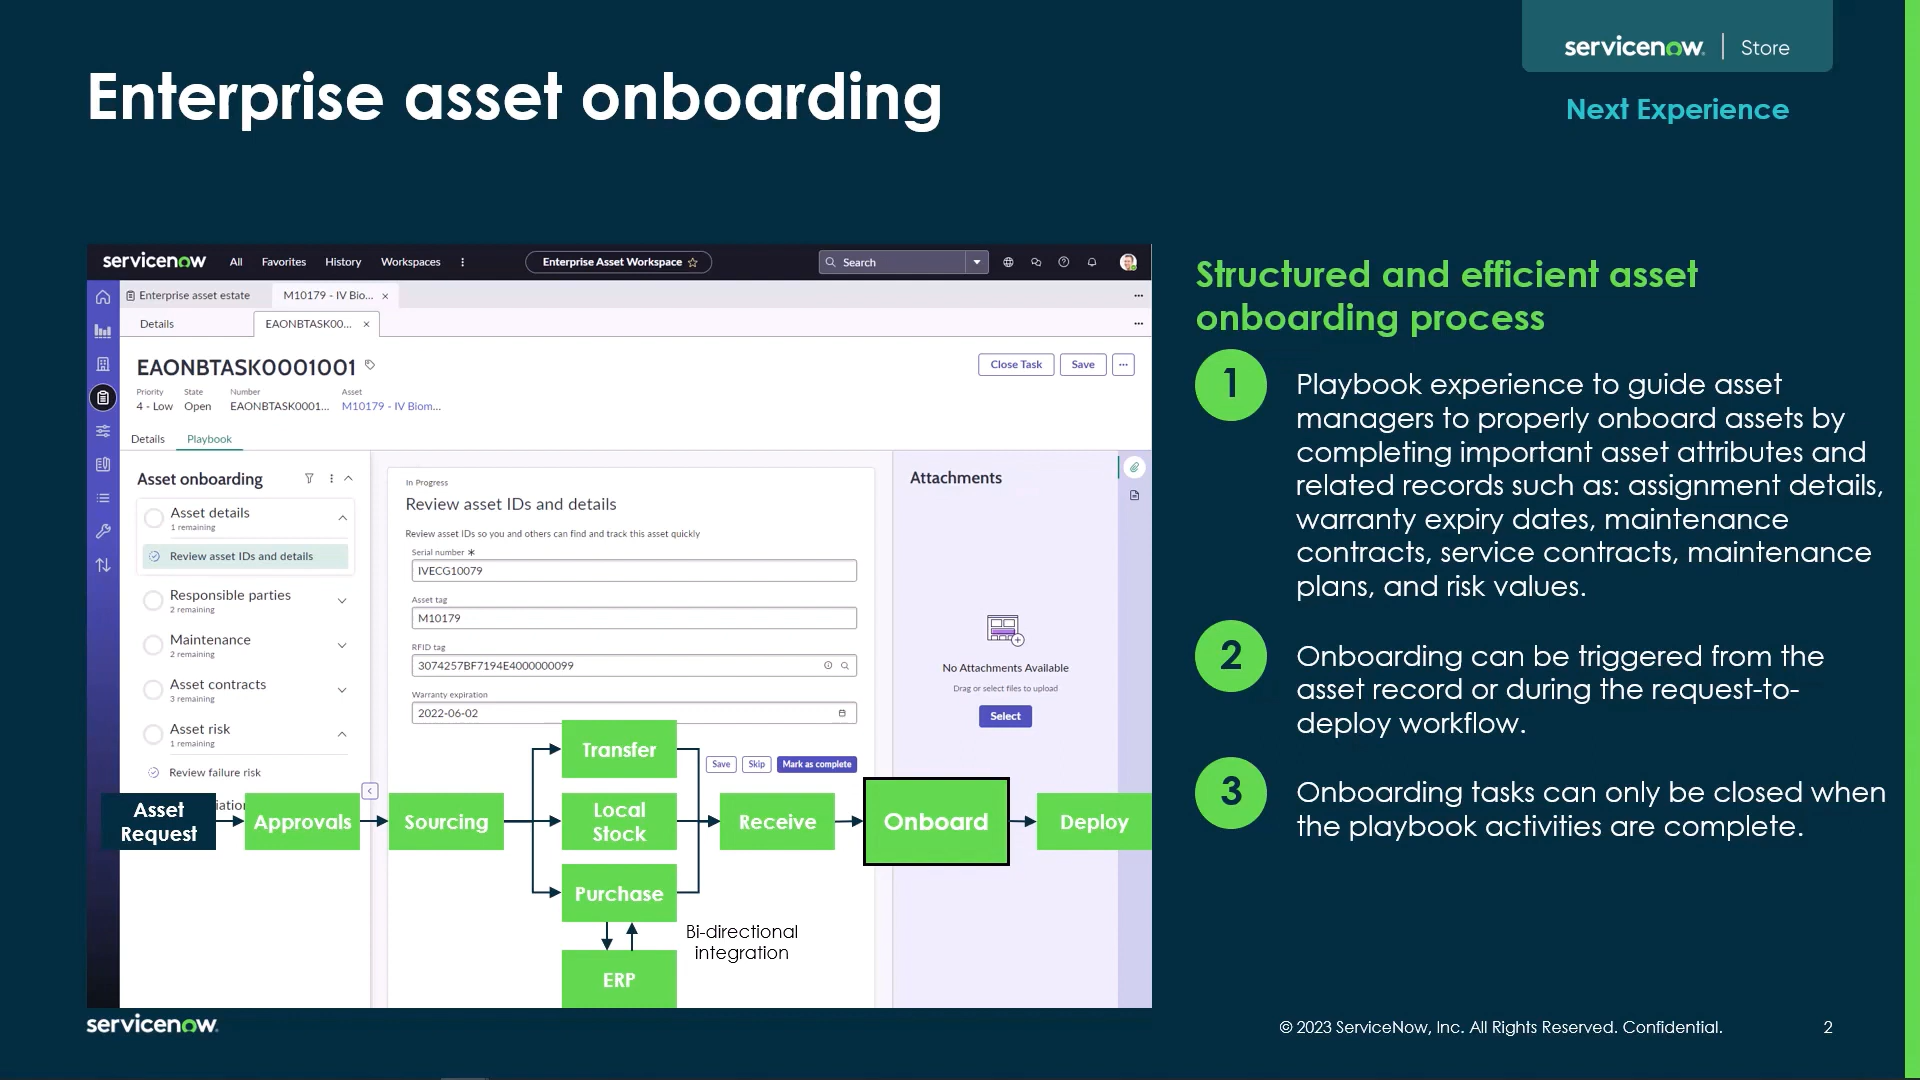 Enterprise asset onboarding
servicenow | Store
Next Experience
servicenow All Favorites History Workspaces Enterprise Asset Workspace Search
Enterprise asset estate M10179 - IV Bio...
Details EAONBTASK00...
EAONBTASK0001001
Close Task Save
Priority State Number Asset
4 - Low Open EAONBTASK0001... M10179 - IV Biom...
Details Playbook
Asset onboarding
Asset details
1 remaining
Review asset IDs and details
Responsible parties
2 remaining
Maintenance
2 remaining
Asset contracts
3 remaining
Asset risk
1 remaining
Review failure risk
In Progress
Review asset IDs and details
Review asset IDs so you and others can find and track this asset quickly
Serial number *
IVECG10079
Asset tag
M10179
RFID tag
3074257BF7194E4000000099
Warranty expiration
2022-06-02
Save Skip Mark as complete
Attachments
No Attachments Available
Drag or select files to upload
Select
Asset
Request
Approvals
Sourcing
Transfer
Local
Stock
Purchase
ERP
Bi-directional
integration
Receive
Onboard
Deploy
Structured and efficient asset
onboarding process
1
Playbook experience to guide asset
managers to properly onboard assets by
completing important asset attributes and
related records such as: assignment details,
warranty expiry dates, maintenance
contracts, service contracts, maintenance
plans, and risk values.
2
Onboarding can be triggered from the
asset record or during the request-to-
deploy workflow.
3
Onboarding tasks can only be closed when
the playbook activities are complete.
servicenow
© 2023 ServiceNow, Inc. All Rights Reserved. Confidential.
2